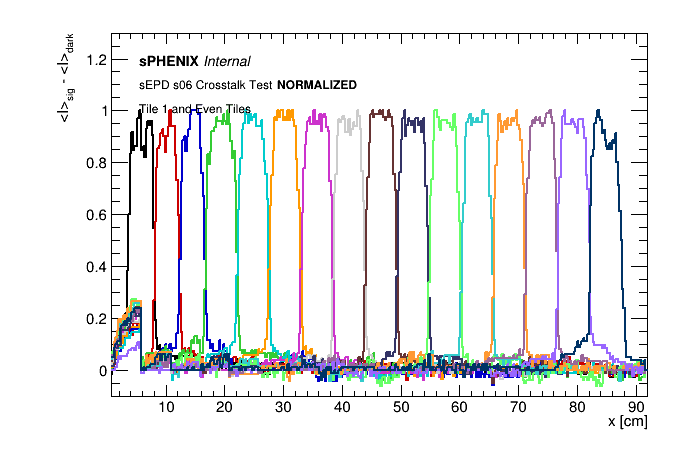 <I>sig - <I>dark
sPHENIX Internal
sEPD s06 Crosstalk Test NORMALIZED
Tile 1 and Even Tiles
1.2
1
0.8
0.6
0.4
0.2
0
10 20 30 40 50 60 70 80 90
x [cm]